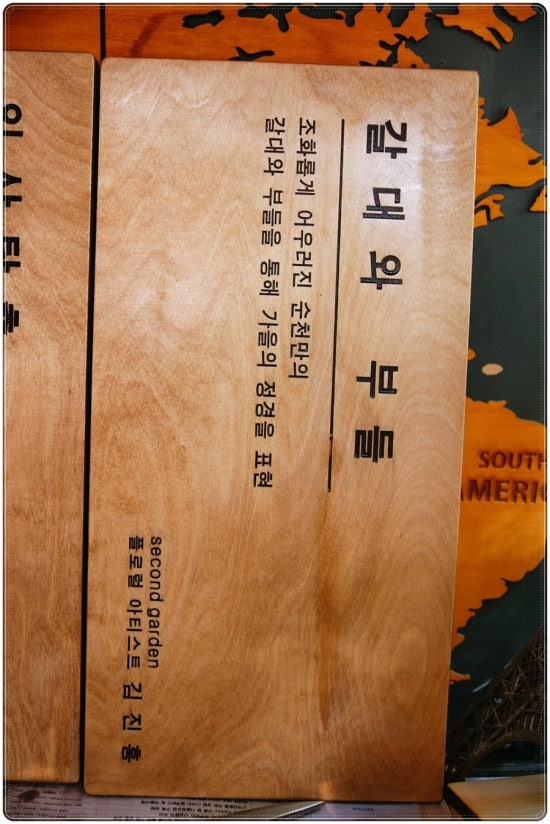 갈대와 부들
조화롭게 어우러진 순천만의
갈대와 부들을 통해 가을의 정경을 표현
second garden
플로럴 아티스트 김진홍
SOUTH
AMERIC